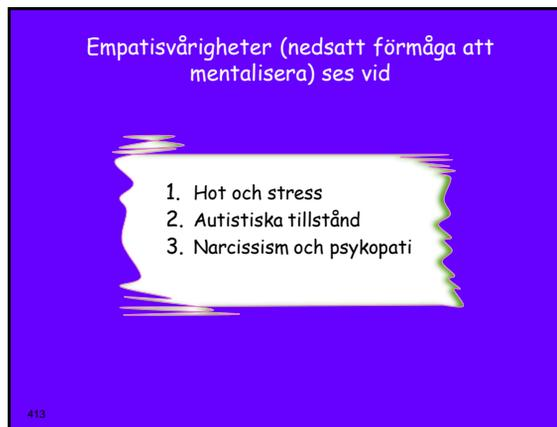 Empatisvårigheter (nedsatt förmåga att
mentalisera) ses vid
1. Hot och stress
2. Autistiska tillstånd
3. Narcissism och psykopati
413